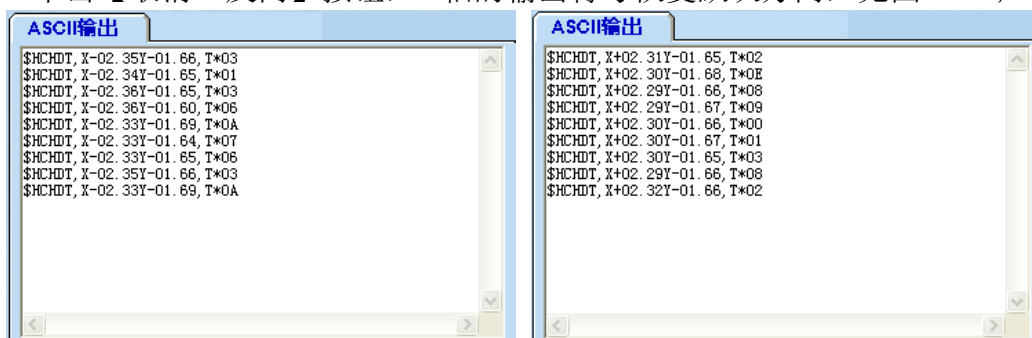 ASCII输出
$HCHDT, X-02.35Y-01.66, T*03
$HCHDT, X-02.34Y-01.65, T*01
$HCHDT, X-02.36Y-01.65, T*03
$HCHDT, X-02.36Y-01.60, T*06
$HCHDT, X-02.33Y-01.69, T*0A
$HCHDT, X-02.33Y-01.64, T*07
$HCHDT, X-02.33Y-01.65, T*06
$HCHDT, X-02.35Y-01.66, T*03
$HCHDT, X-02.33Y-01.69, T*0A
ASCII输出
$HCHDT, X+02.31Y-01.65, T*02
$HCHDT, X+02.30Y-01.68, T*0E
$HCHDT, X+02.29Y-01.66, T*08
$HCHDT, X+02.29Y-01.67, T*09
$HCHDT, X+02.30Y-01.66, T*00
$HCHDT, X+02.30Y-01.67, T*01
$HCHDT, X+02.30Y-01.65, T*03
$HCHDT, X+02.29Y-01.66, T*08
$HCHDT, X+02.32Y-01.66, T*02